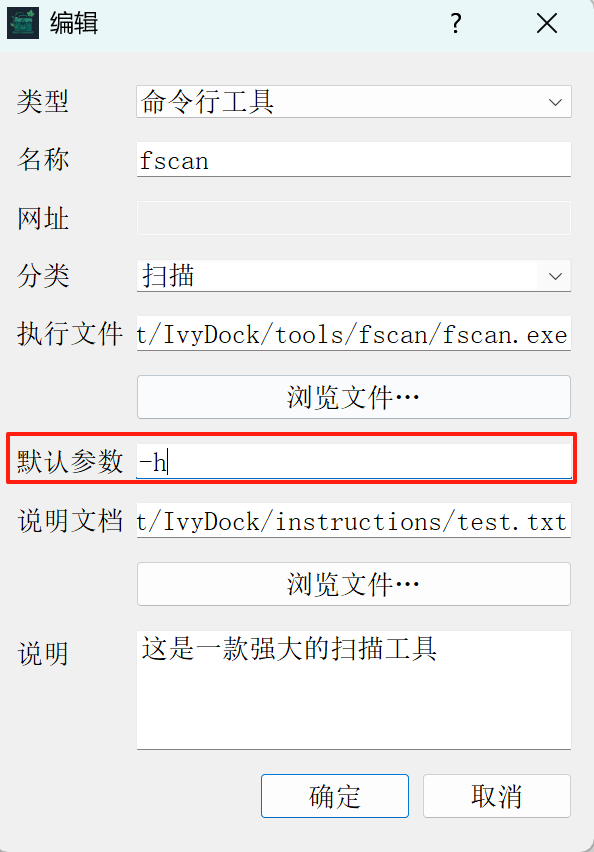 编辑
?
类型 命令行工具
名称 fscan
网址
分类 扫描
执行文件 t/IvyDock/tools/fscan/fscan.exe
浏览文件…
默认参数 -h
说明文档 t/IvyDock/instructions/test.txt
浏览文件…
说明 这是一款强大的扫描工具
确定 取消